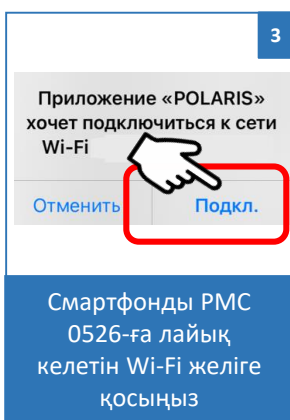 3
Приложение «POLARIS»
хочет подключиться к сети
Wi-Fi
Отменить Подкл.
Смартфонды PMC
0526-ға лайық
келетін Wi-Fi желіге
қосыңыз